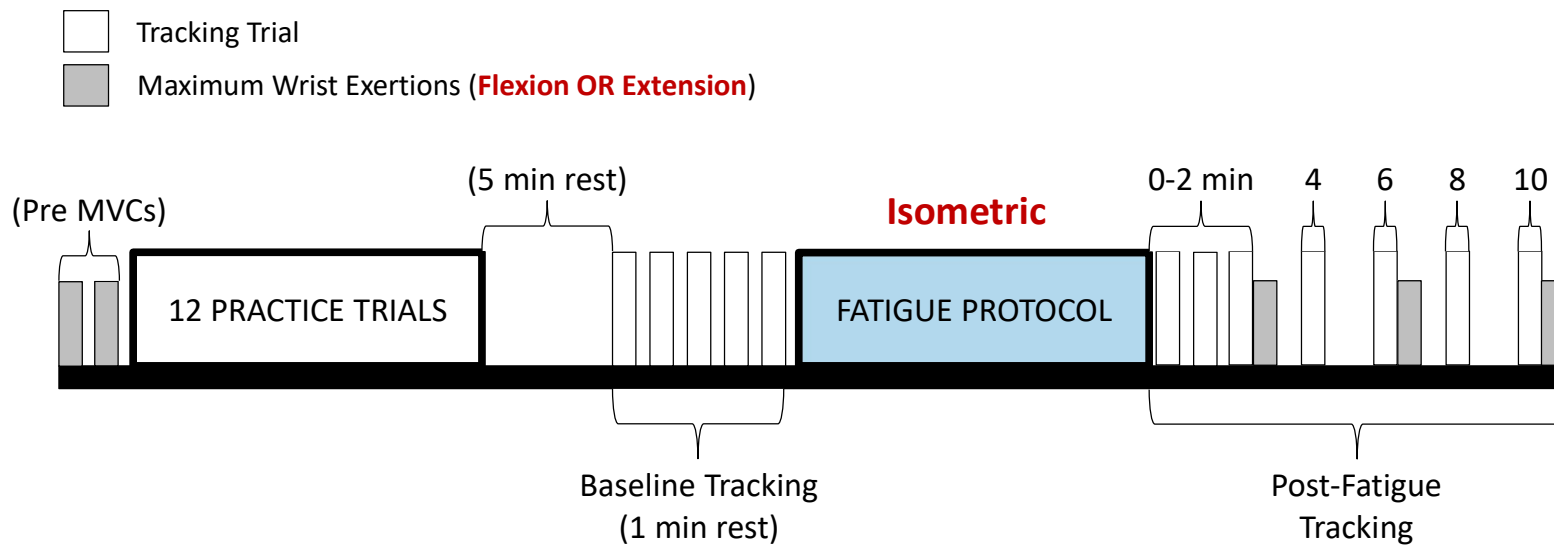 Tracking Trial
Maximum Wrist Exertions (Flexion OR Extension)
(Pre MVCs)
(5 min rest)
Isometric
0-2 min
4
6
8
10
12 PRACTICE TRIALS
FATIGUE PROTOCOL
Baseline Tracking
(1 min rest)
Post-Fatigue
Tracking